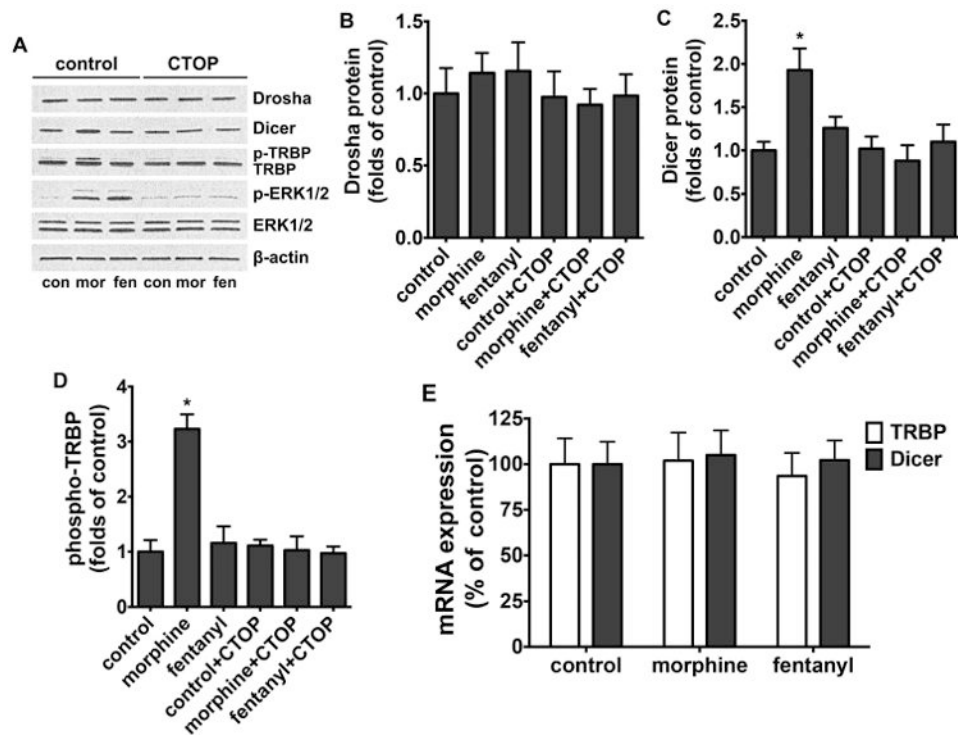 A
control CTOP
Drosha
Dicer
p-TRBP
TRBP
p-ERK1/2
ERK1/2
β-actin
con mor fen con mor fen
B
Drosha protein
(folds of control)
1.5
1.0
0.5
0.0
control
morphine
fentanyl
control+CTOP
morphine+CTOP
fentanyl+CTOP
C
Dicer protein
(folds of control)
2.5
2.0
1.5
1.0
0.5
0.0
*
control
morphine
fentanyl
control+CTOP
morphine+CTOP
fentanyl+CTOP
D
phospho-TRBP
(folds of control)
4
3
2
1
0
*
control
morphine
fentanyl
control+CTOP
morphine+CTOP
fentanyl+CTOP
E
mRNA expression
(% of control)
125
100
75
50
25
0
TRBP
Dicer
control morphine fentanyl